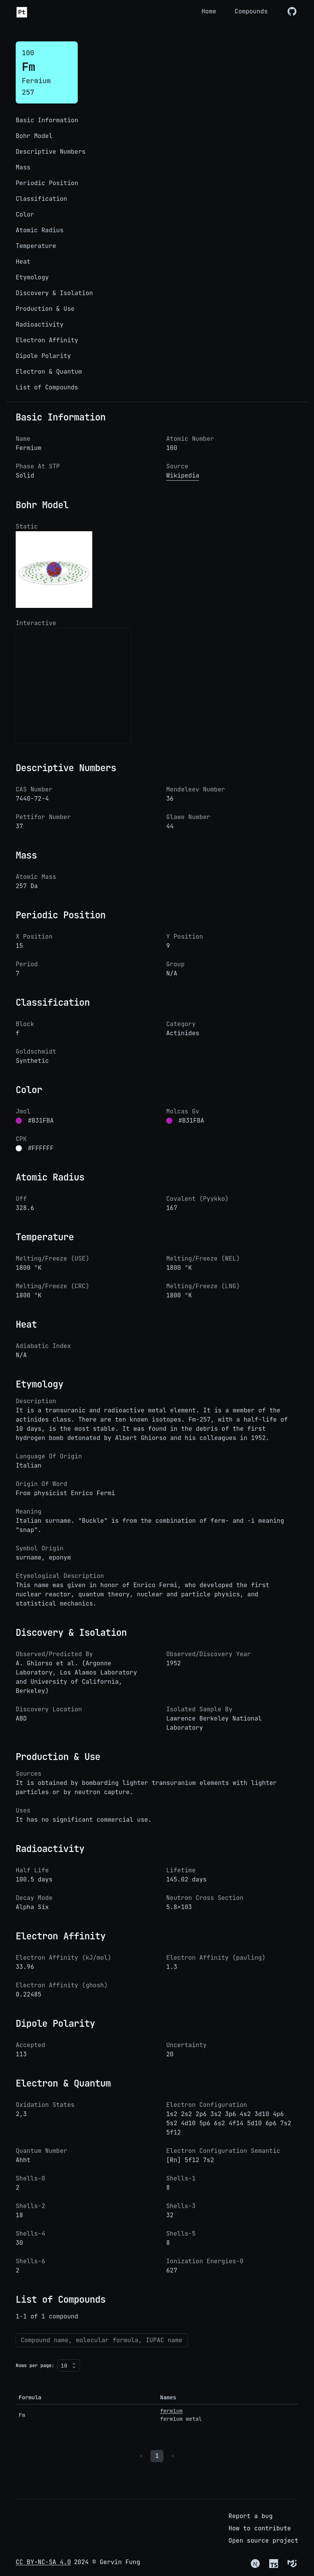 Pt
Home
Compounds
100
Fm
Fermium
257
Basic Information
Bohr Model
Descriptive Numbers
Mass
Periodic Position
Classification
Color
Atomic Radius
Temperature
Heat
Etymology
Discovery & Isolation
Production & Use
Radioactivity
Electron Affinity
Dipole Polarity
Electron & Quantum
List of Compounds
Basic Information
Name
Fermium
Atomic Number
100
Phase At STP
Solid
Source
Wikipedia
Bohr Model
Static
Interactive
Descriptive Numbers
CAS Number
7440-72-4
Mendeleev Number
36
Pettifor Number
37
Glawe Number
44
Mass
Atomic Mass
257 Da
Periodic Position
X Position
15
Y Position
9
Period
7
Group
N/A
Classification
Block
f
Category
Actinides
Goldschmidt
Synthetic
Color
Jmol
#B31FBA
Molcas Gv
#B31FBA
CPK
#FFFFFF
Atomic Radius
Uff
328.6
Covalent (Pyykko)
167
Temperature
Melting/Freeze (USE)
1800 °K
Melting/Freeze (WEL)
1800 °K
Melting/Freeze (CRC)
1800 °K
Melting/Freeze (LNG)
1800 °K
Heat
Adiabatic Index
N/A
Etymology
Description
It is a transuranic and radioactive metal element. It is a member of the
actinides class. There are ten known isotopes. Fm-257, with a half-life of
10 days, is the most stable. It was found in the debris of the first
hydrogen bomb detonated by Albert Ghiorso and his colleagues in 1952.
Language Of Origin
Italian
Origin Of Word
From physicist Enrico Fermi
Meaning
Italian surname. "Buckle" is from the combination of ferm- and -i meaning
"snap".
Symbol Origin
surname, eponym
Etymological Description
This name was given in honor of Enrico Fermi, who developed the first
nuclear reactor, quantum theory, nuclear and particle physics, and
statistical mechanics.
Discovery & Isolation
Observed/Predicted By
A. Ghiorso et al. (Argonne
Laboratory, Los Alamos Laboratory
and University of California,
Berkeley)
Observed/Discovery Year
1952
Discovery Location
ABD
Isolated Sample By
Lawrence Berkeley National
Laboratory
Production & Use
Sources
It is obtained by bombarding lighter transuranium elements with lighter
particles or by neutron capture.
Uses
It has no significant commercial use.
Radioactivity
Half Life
100.5 days
Lifetime
145.02 days
Decay Mode
Alpha Six
Neutron Cross Section
5.8×103
Electron Affinity
Electron Affinity (kJ/mol)
33.96
Electron Affinity (pauling)
1.3
Electron Affinity (ghosh)
0.22485
Dipole Polarity
Accepted
113
Uncertainty
20
Electron & Quantum
Oxidation States
2,3
Electron Configuration
1s2 2s2 2p6 3s2 3p6 4s2 3d10 4p6
5s2 4d10 5p6 6s2 4f14 5d10 6p6 7s2
5f12
Quantum Number
Ahht
Electron Configuration Semantic
[Rn] 5f12 7s2
Shells-0
2
Shells-1
8
Shells-2
18
Shells-3
32
Shells-4
30
Shells-5
8
Shells-6
2
Ionization Energies-0
627
List of Compounds
1-1 of 1 compound
Compound name, molecular formula, IUPAC name
Rows per page:
10
Formula
Names
Fm
fermium
fermium metal
‹
1
›
Report a bug
How to contribute
Open source project
CC BY-NC-SA 4.0 2024 © Gervin Fung
N
TS